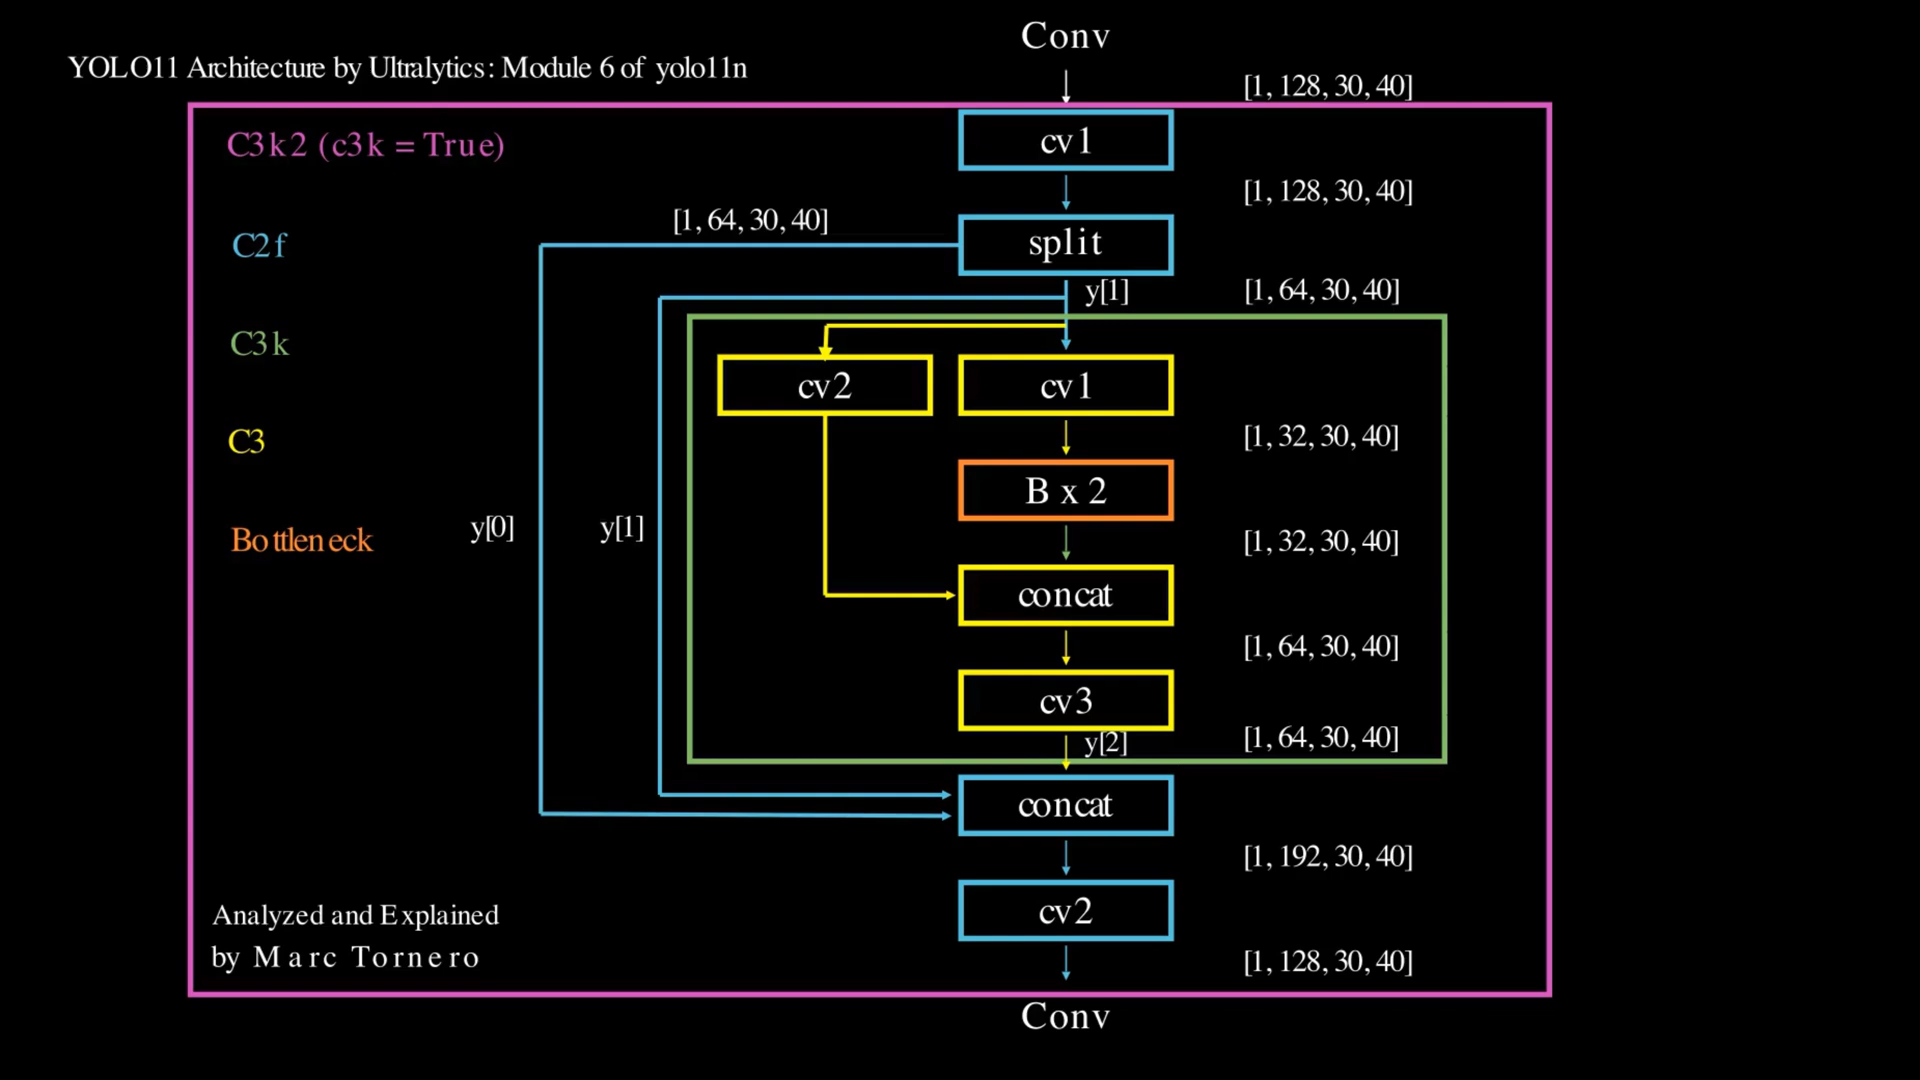 Conv
YOLO11 Architecture by Ultralytics: Module 6 of yolo11n
[1, 128, 30, 40]
C3k2 (c3k = True)
cv1
[1, 128, 30, 40]
[1, 64, 30, 40]
C2f
split
y[1]
[1, 64, 30, 40]
C3k
cv2
cv1
C3
[1, 32, 30, 40]
B x 2
y[0]
y[1]
Bottleneck
[1, 32, 30, 40]
concat
[1, 64, 30, 40]
cv3
y[2]
[1, 64, 30, 40]
concat
[1, 192, 30, 40]
cv2
Analyzed and Explained
by Marc Tornero
[1, 128, 30, 40]
Conv